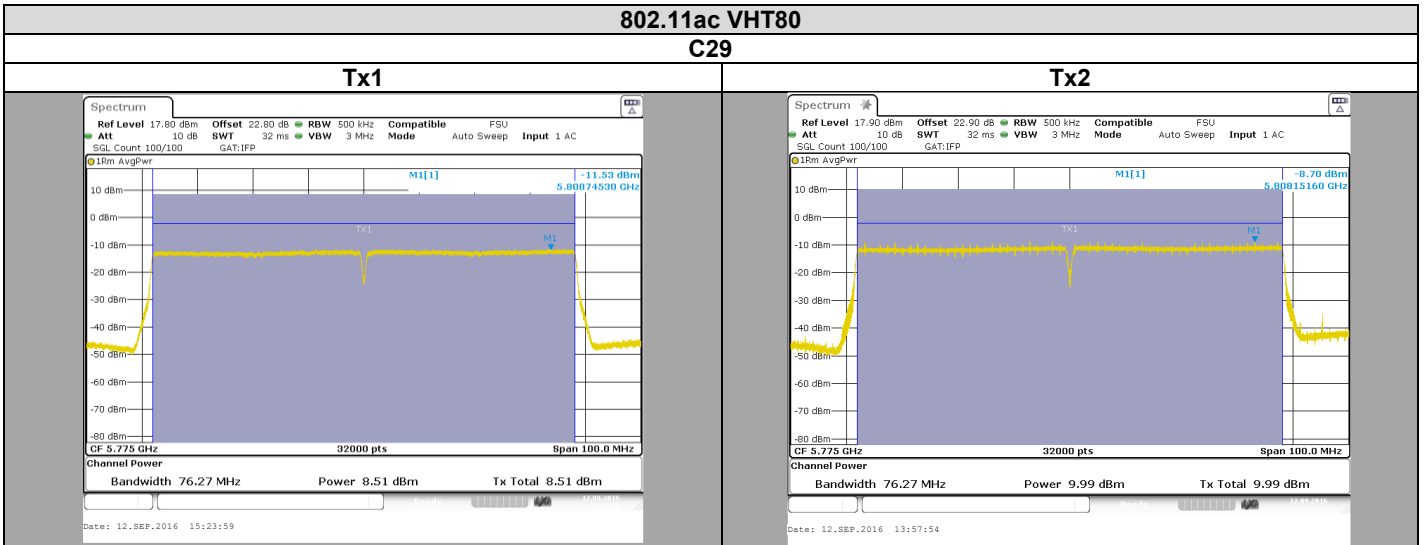 802.11ac VHT80
C29
Tx1
Tx2
Spectrum
Ref Level 17.80 dBm Offset 22.80 dB RBW 500 kHz Compatible FSU
Att 10 dB SWT 32 ms VBW 3 MHz Mode Auto Sweep Input 1 AC
SGL Count 100/100 GAT:IFP
1Rm AvgPwr
M1[1] -11.53 dBm
5.80874530 GHz
10 dBm
0 dBm
TX1
M1
-10 dBm
-20 dBm
-30 dBm
-40 dBm
-50 dBm
-60 dBm
-70 dBm
-80 dBm
CF 5.775 GHz 32000 pts Span 100.0 MHz
Channel Power
Bandwidth 76.27 MHz Power 8.51 dBm Tx Total 8.51 dBm
Date: 12.SEP.2016 15:23:59
Spectrum
Ref Level 17.90 dBm Offset 22.90 dB RBW 500 kHz Compatible FSU
Att 10 dB SWT 32 ms VBW 3 MHz Mode Auto Sweep Input 1 AC
SGL Count 100/100 GAT:IFP
1Rm AvgPwr
M1[1] -8.70 dBm
5.80815160 GHz
10 dBm
0 dBm
TX1
M1
-10 dBm
-20 dBm
-30 dBm
-40 dBm
-50 dBm
-60 dBm
-70 dBm
-80 dBm
CF 5.775 GHz 32000 pts Span 100.0 MHz
Channel Power
Bandwidth 76.27 MHz Power 9.99 dBm Tx Total 9.99 dBm
Date: 12.SEP.2016 13:57:54